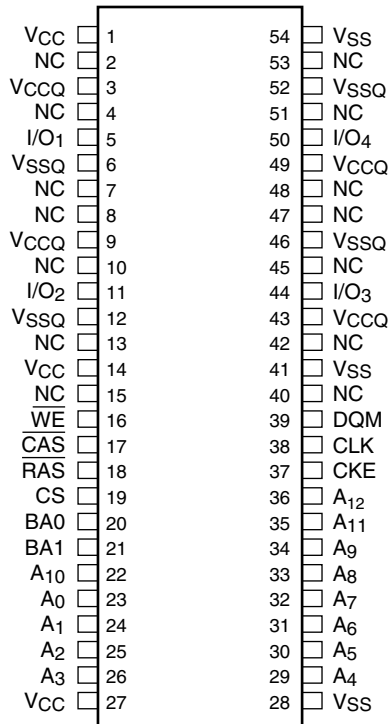 VCC 1 54 VSS
NC 2 53 NC
VCCQ 3 52 VSSQ
NC 4 51 NC
I/O1 5 50 I/O4
VSSQ 6 49 VCCQ
NC 7 48 NC
NC 8 47 NC
VCCQ 9 46 VSSQ
NC 10 45 NC
I/O2 11 44 I/O3
VSSQ 12 43 VCCQ
NC 13 42 NC
VCC 14 41 VSS
NC 15 40 NC
W̅E̅ 16 39 DQM
C̅A̅S̅ 17 38 CLK
R̅A̅S̅ 18 37 CKE
CS 19 36 A12
BA0 20 35 A11
BA1 21 34 A9
A10 22 33 A8
A0 23 32 A7
A1 24 31 A6
A2 25 30 A5
A3 26 29 A4
VCC 27 28 VSS